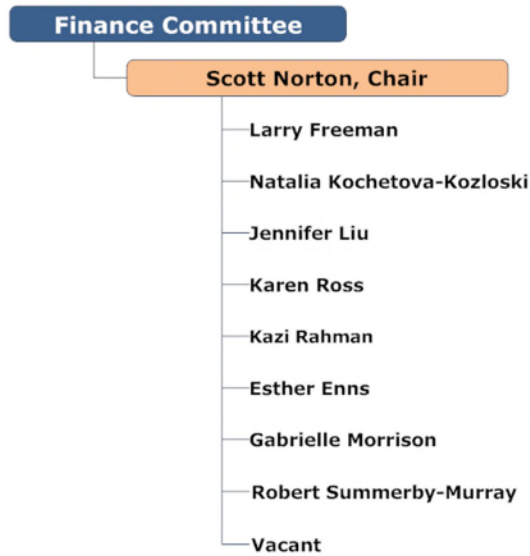 Finance Committee
Scott Norton, Chair
Larry Freeman
Natalia Kochetova-Kozloski
Jennifer Liu
Karen Ross
Kazi Rahman
Esther Enns
Gabrielle Morrison
Robert Summerby-Murray
Vacant